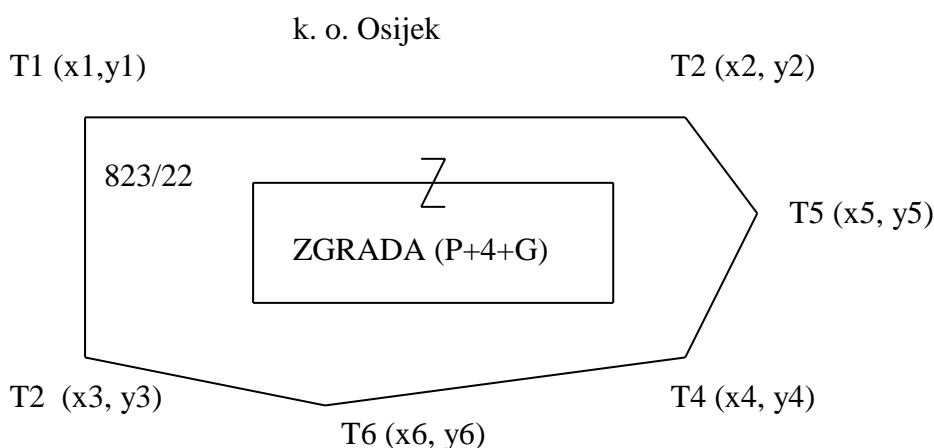 k. o. Osijek
T1 (x1,y1)
T2 (x2, y2)
823/22
T5 (x5, y5)
ZGRADA (P+4+G)
T2 (x3, y3)
T4 (x4, y4)
T6 (x6, y6)